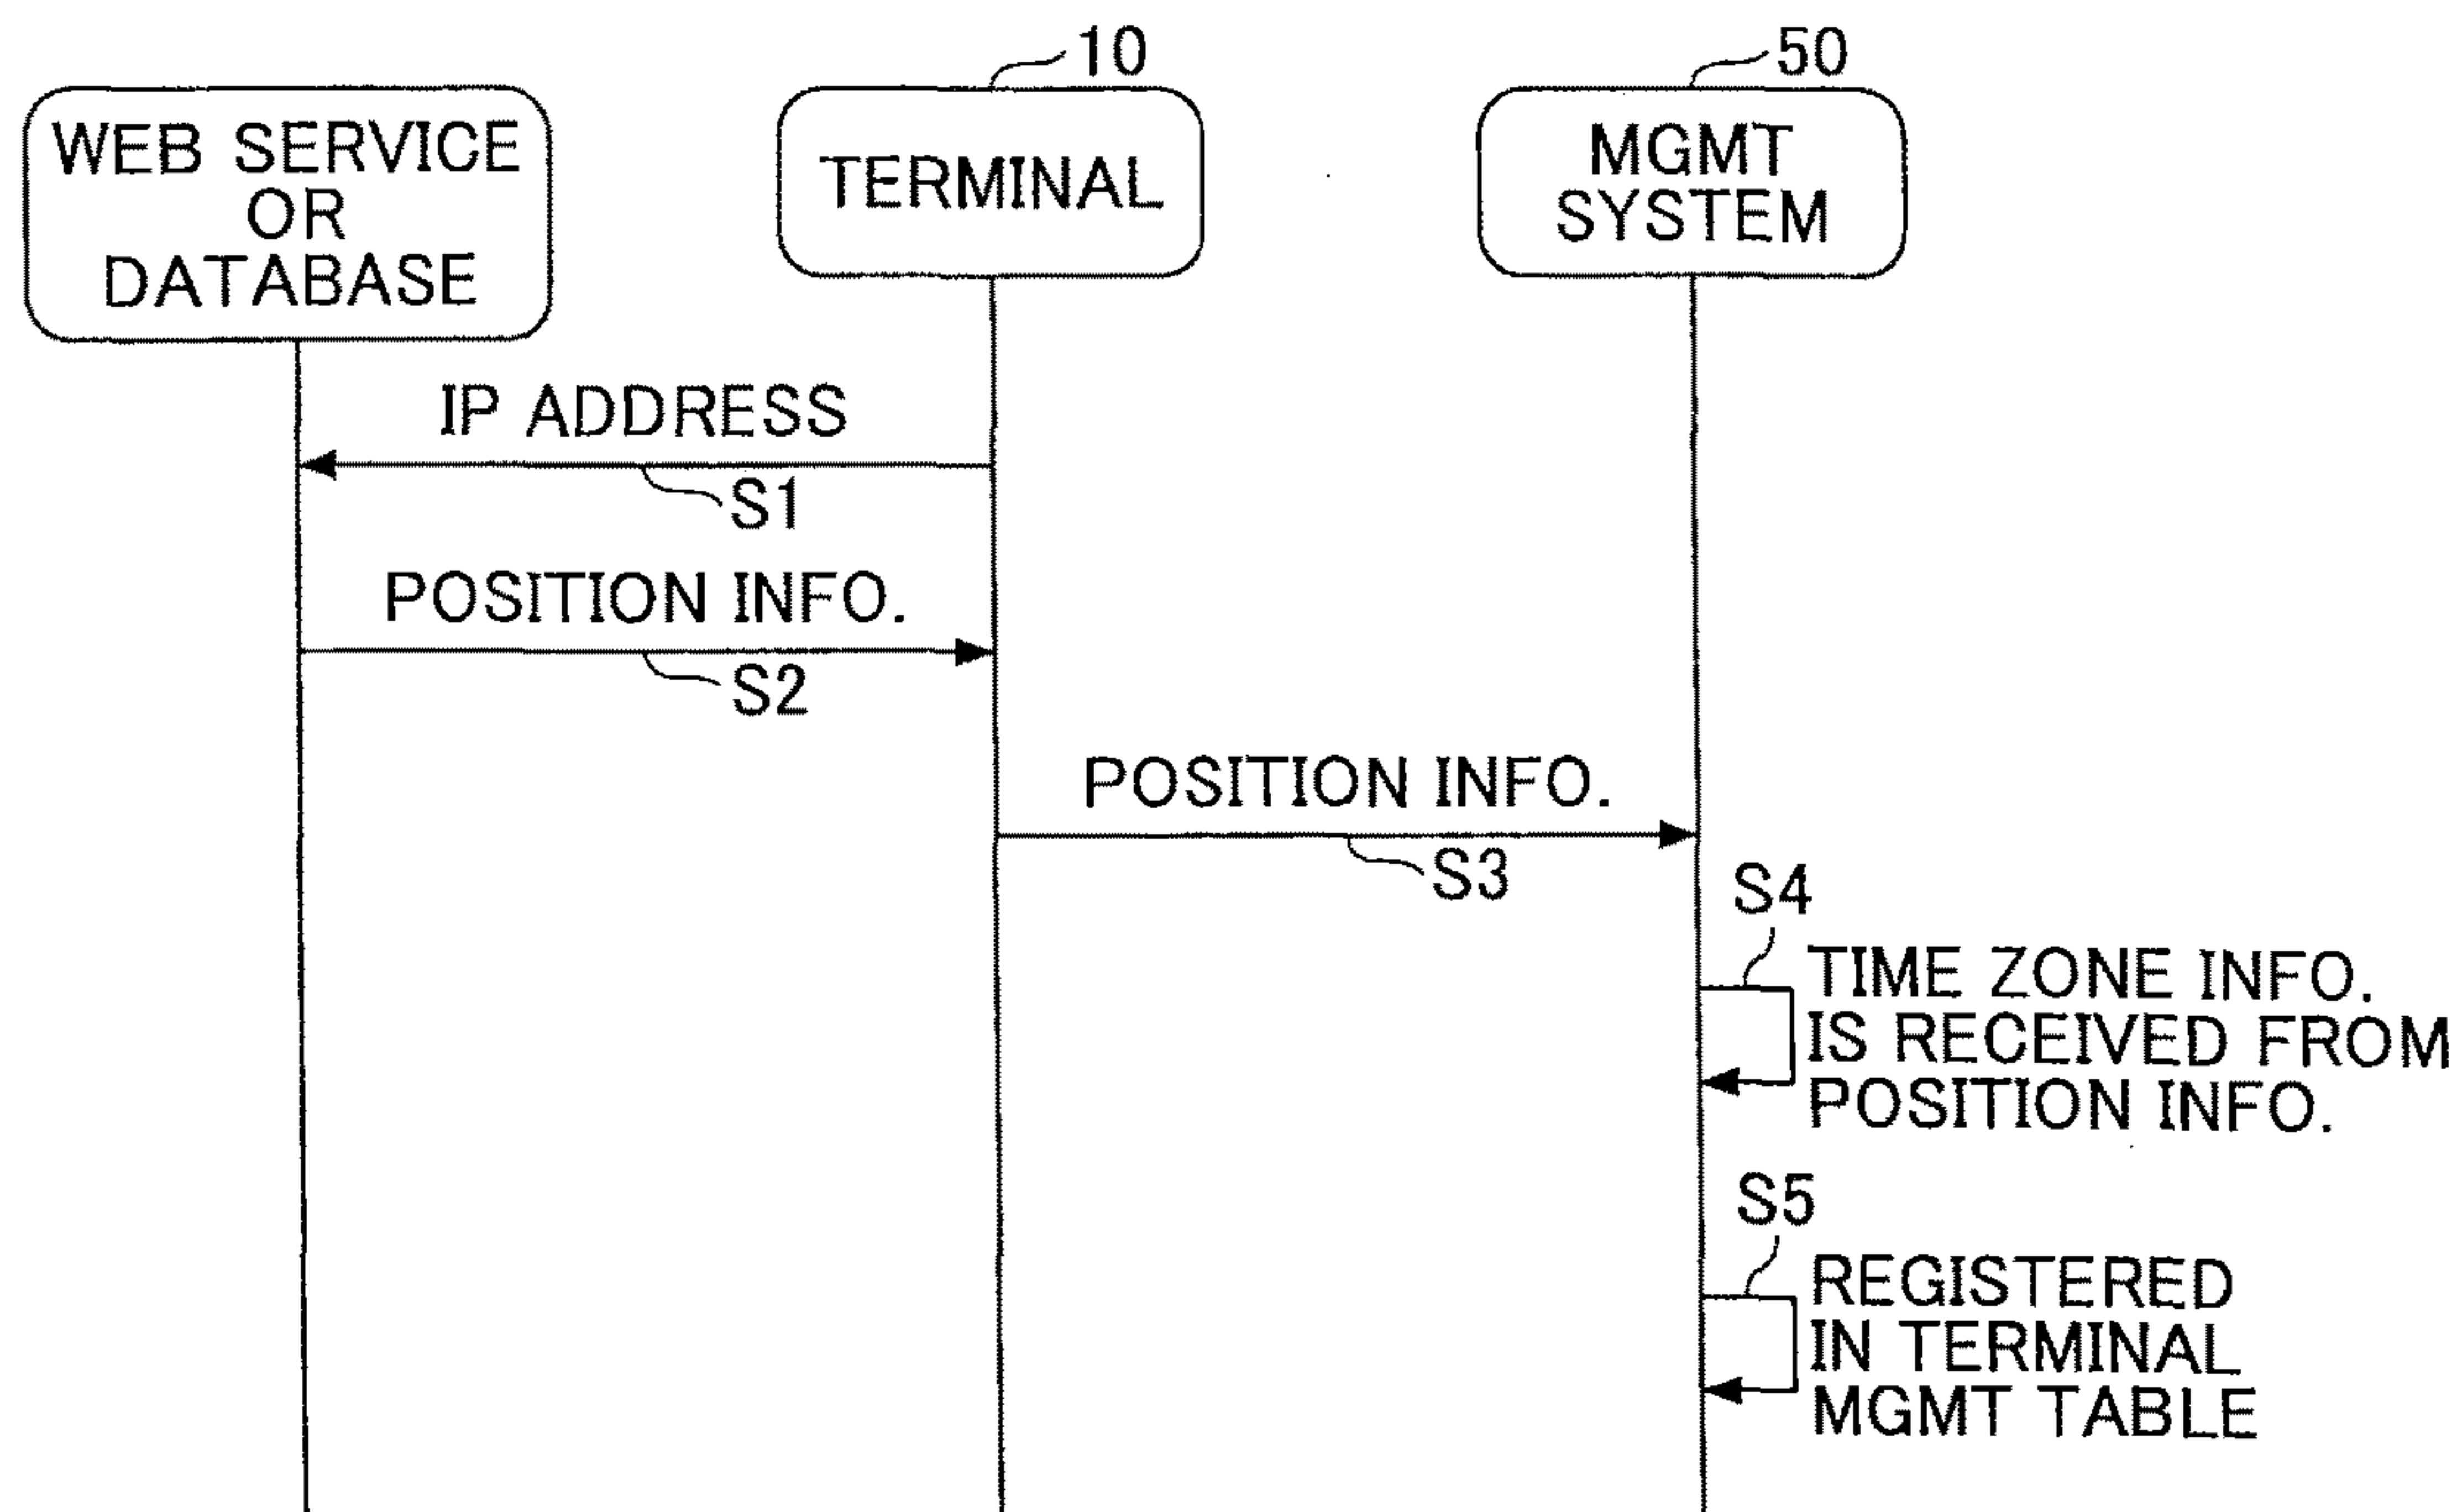 10
50
WEB SERVICE
OR
DATABASE
TERMINAL
MGMT
SYSTEM
IP ADDRESS
S1
POSITION INFO.
S2
POSITION INFO.
S3
S4
TIME ZONE INFO.
IS RECEIVED FROM
POSITION INFO.
S5
REGISTERED
IN TERMINAL
MGMT TABLE